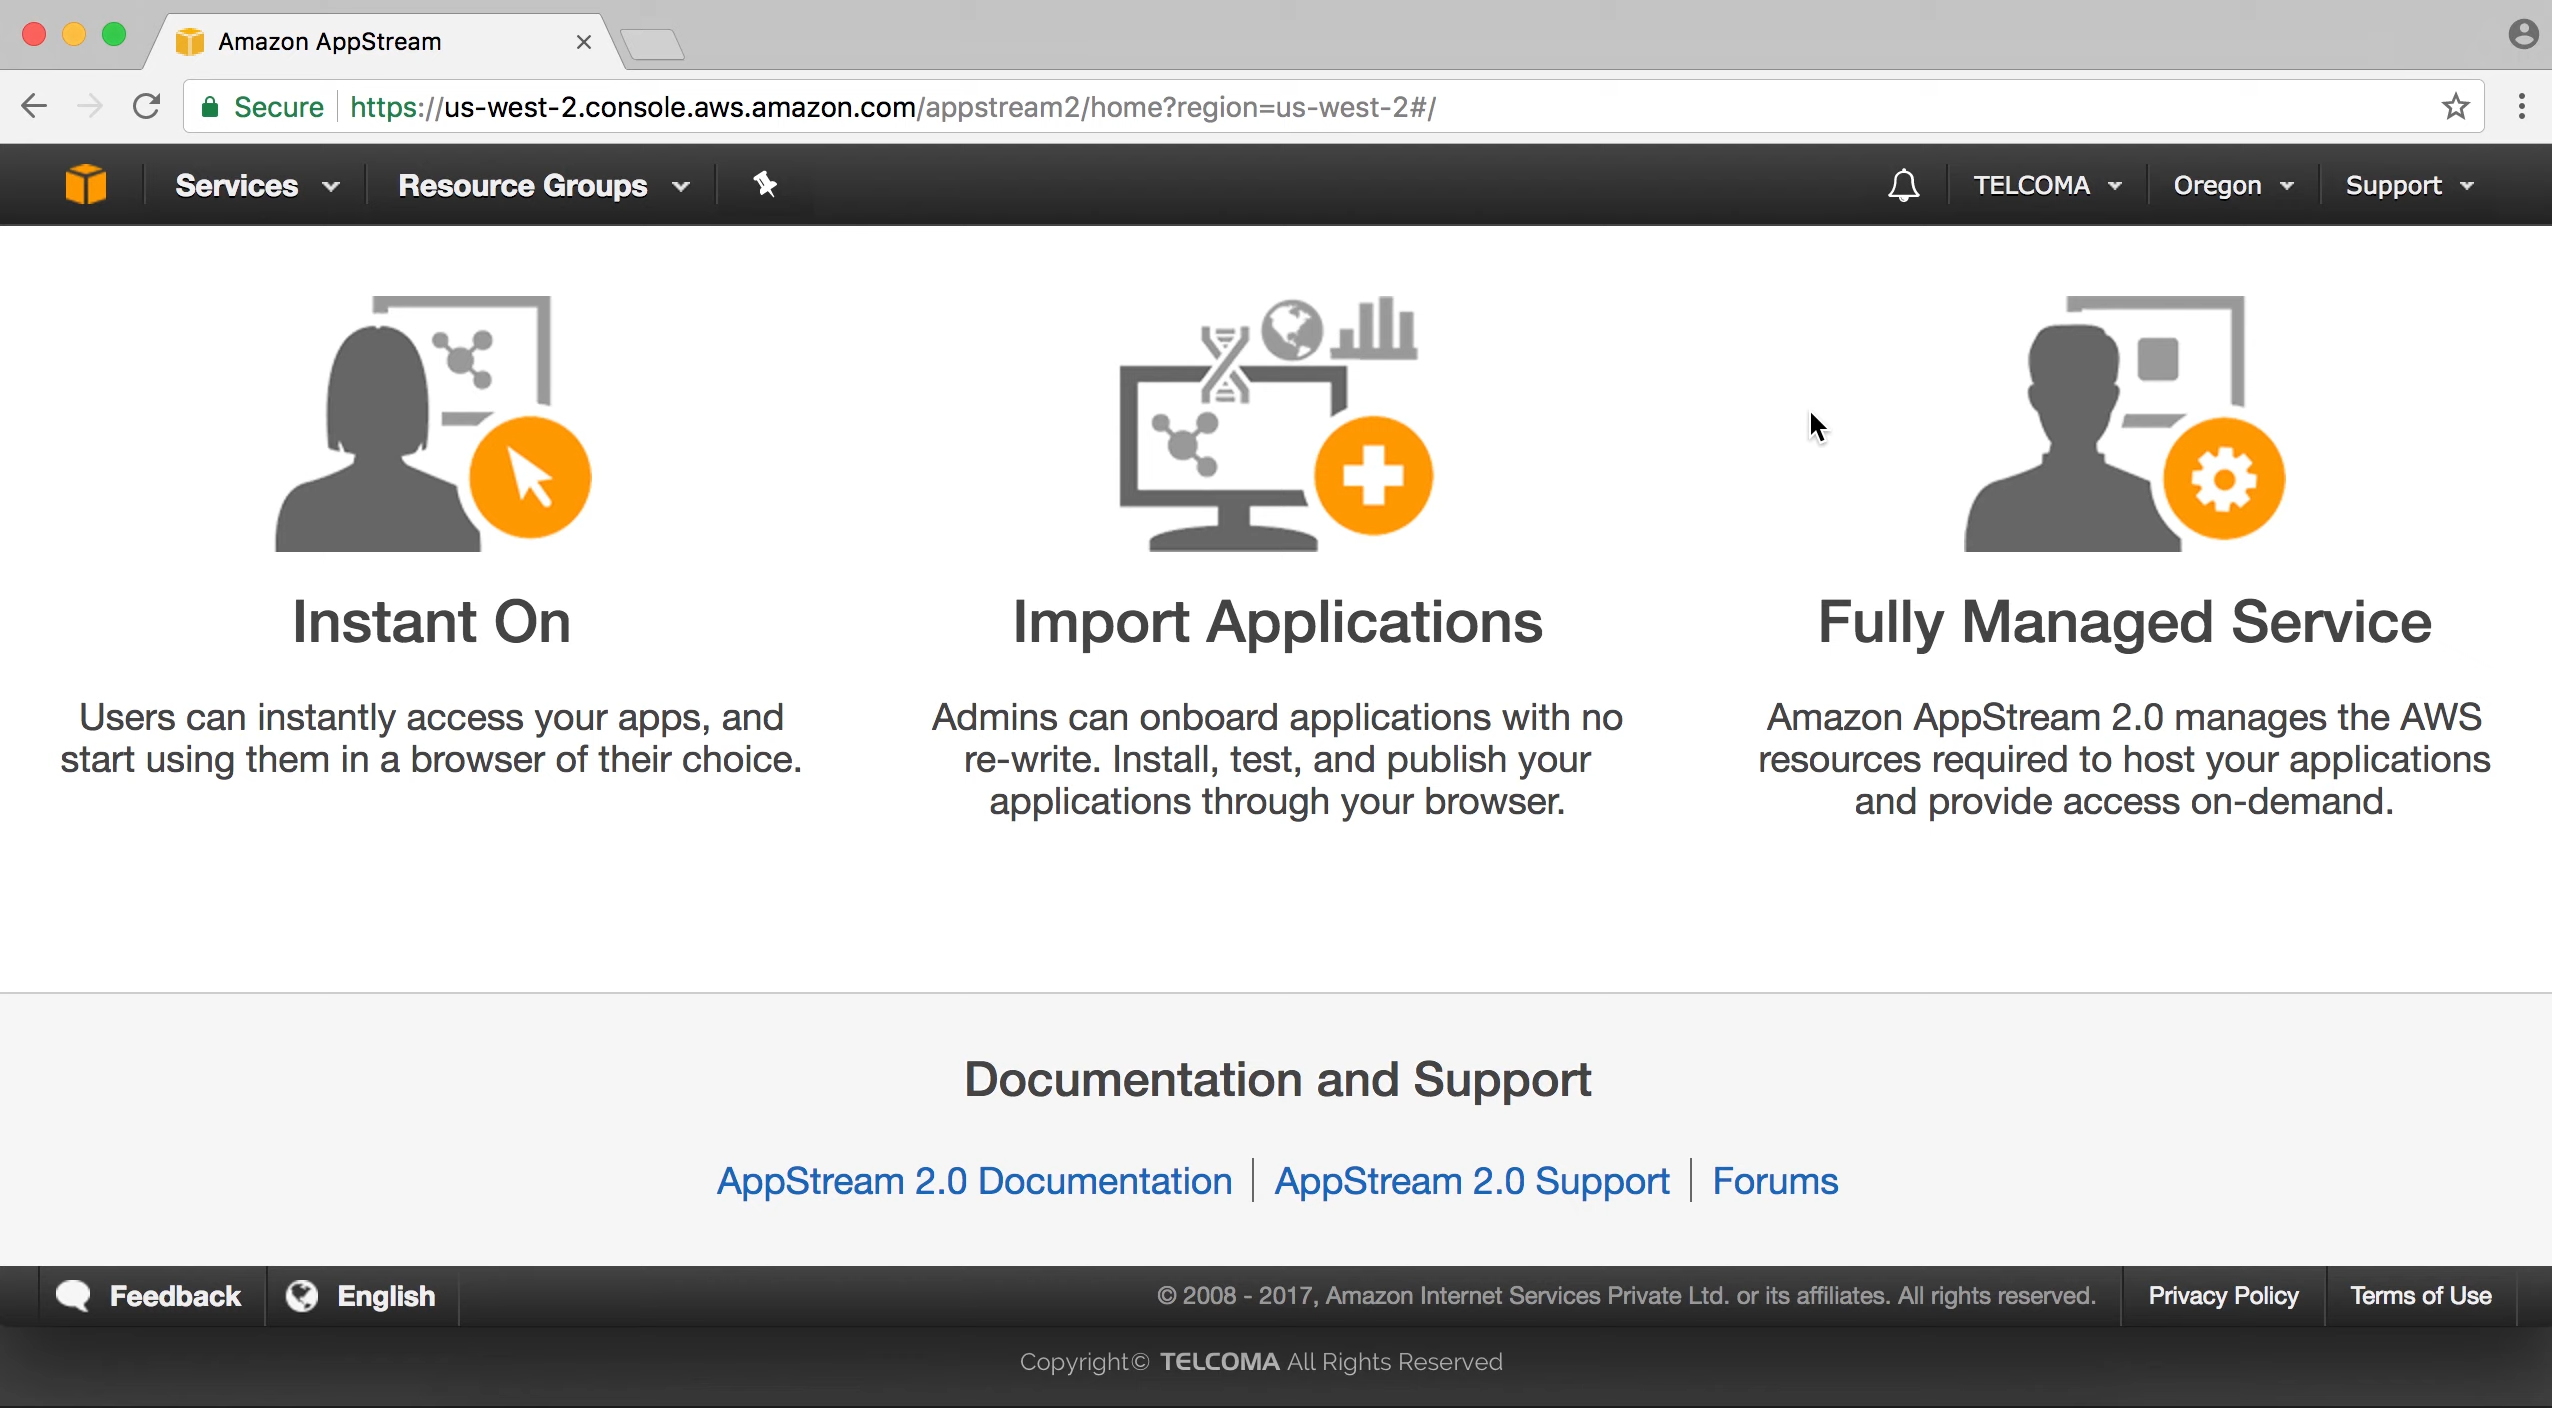 Amazon AppStream
Secure https://us-west-2.console.aws.amazon.com/appstream2/home?region=us-west-2#/
Services Resource Groups TELCOMA Oregon Support
Instant On
Users can instantly access your apps, and
start using them in a browser of their choice.
Import Applications
Admins can onboard applications with no
re-write. Install, test, and publish your
applications through your browser.
Fully Managed Service
Amazon AppStream 2.0 manages the AWS
resources required to host your applications
and provide access on-demand.
Documentation and Support
AppStream 2.0 Documentation AppStream 2.0 Support Forums
Feedback English © 2008 - 2017, Amazon Internet Services Private Ltd. or its affiliates. All rights reserved. Privacy Policy Terms of Use
Copyright© TELCOMA All Rights Reserved